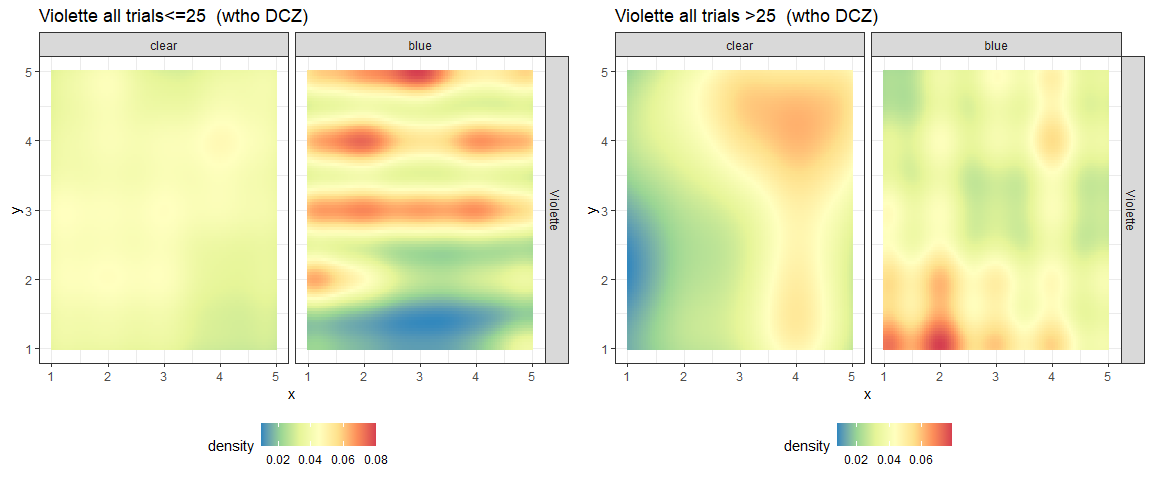 Violette all trials<=25  (wtho DCZ)
clear
blue
Violette
y
5
4
3
2
1
1 2 3 4 5
1 2 3 4 5
x
density
0.02 0.04 0.06 0.08
Violette all trials >25  (wtho DCZ)
clear
blue
Violette
y
5
4
3
2
1
1 2 3 4 5
1 2 3 4 5
x
density
0.02 0.04 0.06